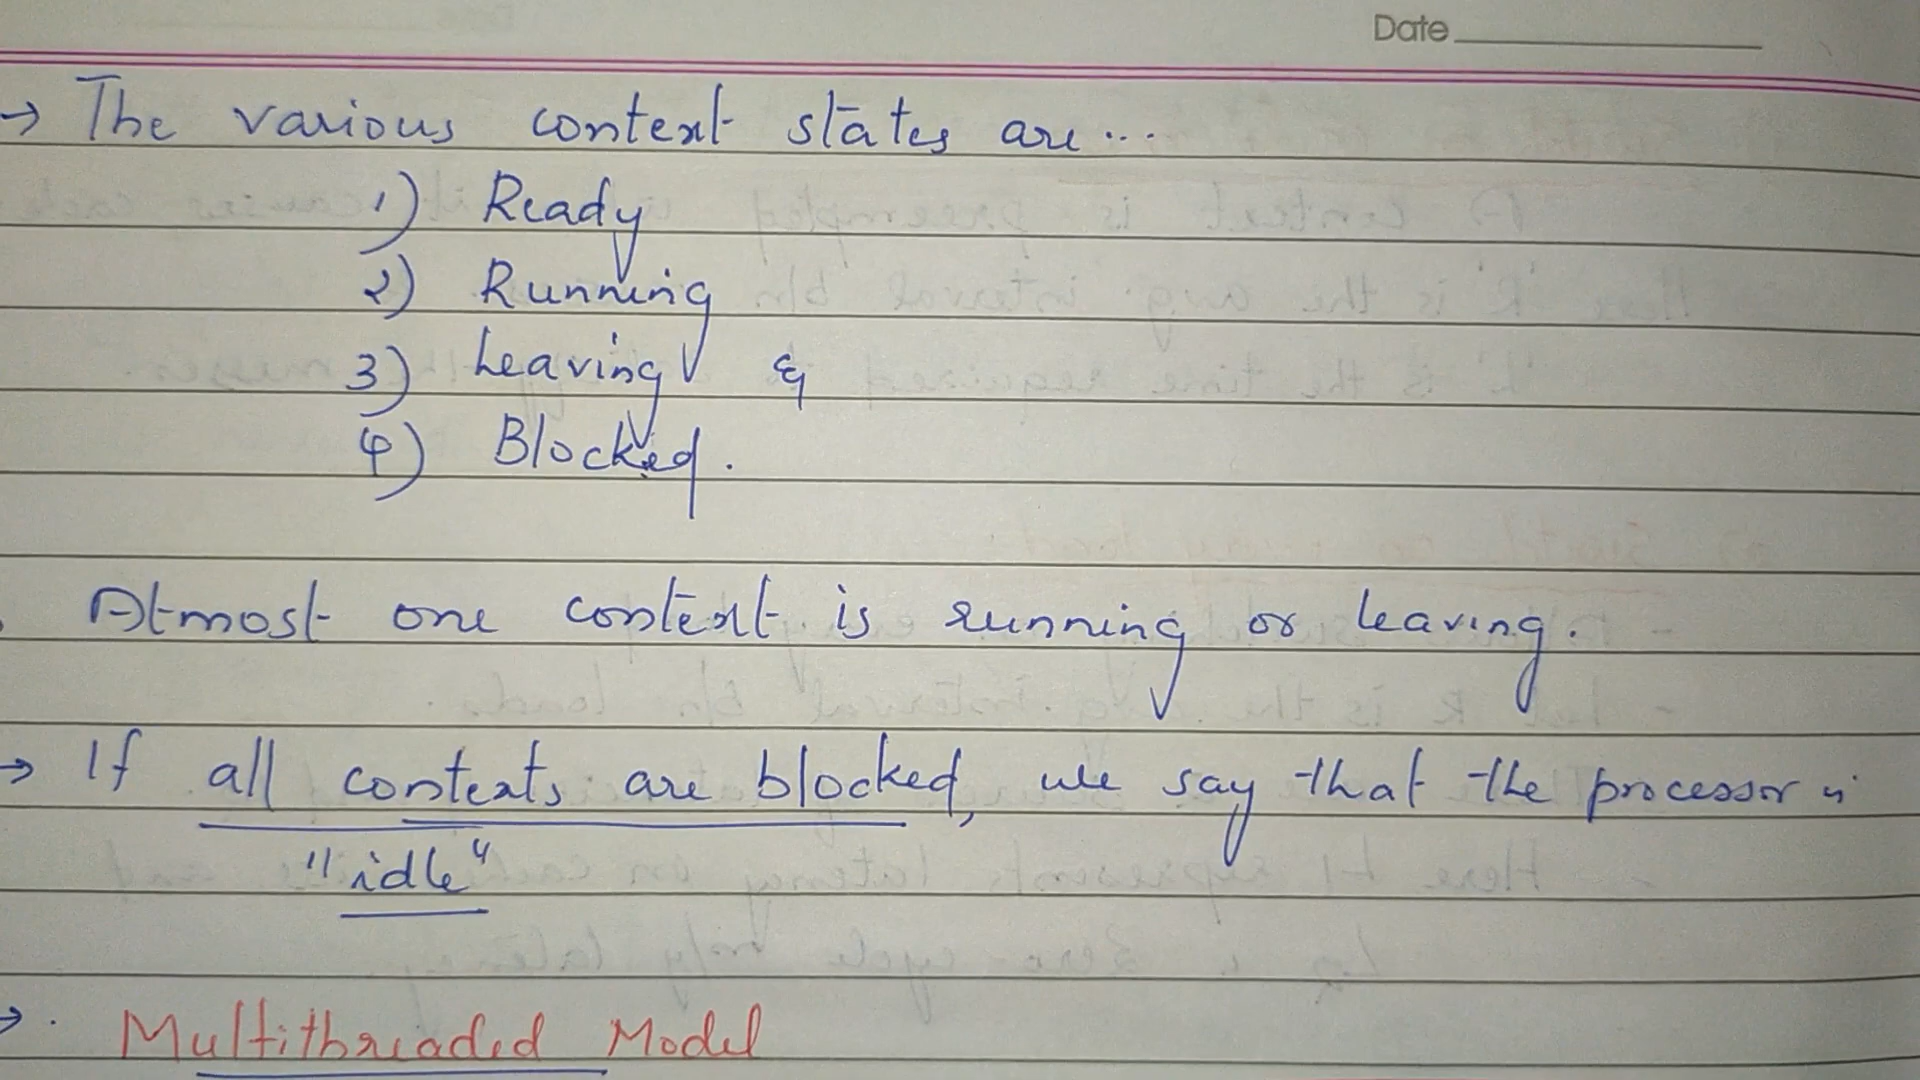 Date
→ The various context states are...
1) Ready
2) Running
3) Leaving &
4) Blocked.
Atmost one context is running or leaving.
→ If all contexts are blocked, we say that the processor is
"idle"
→. Multithreaded Model